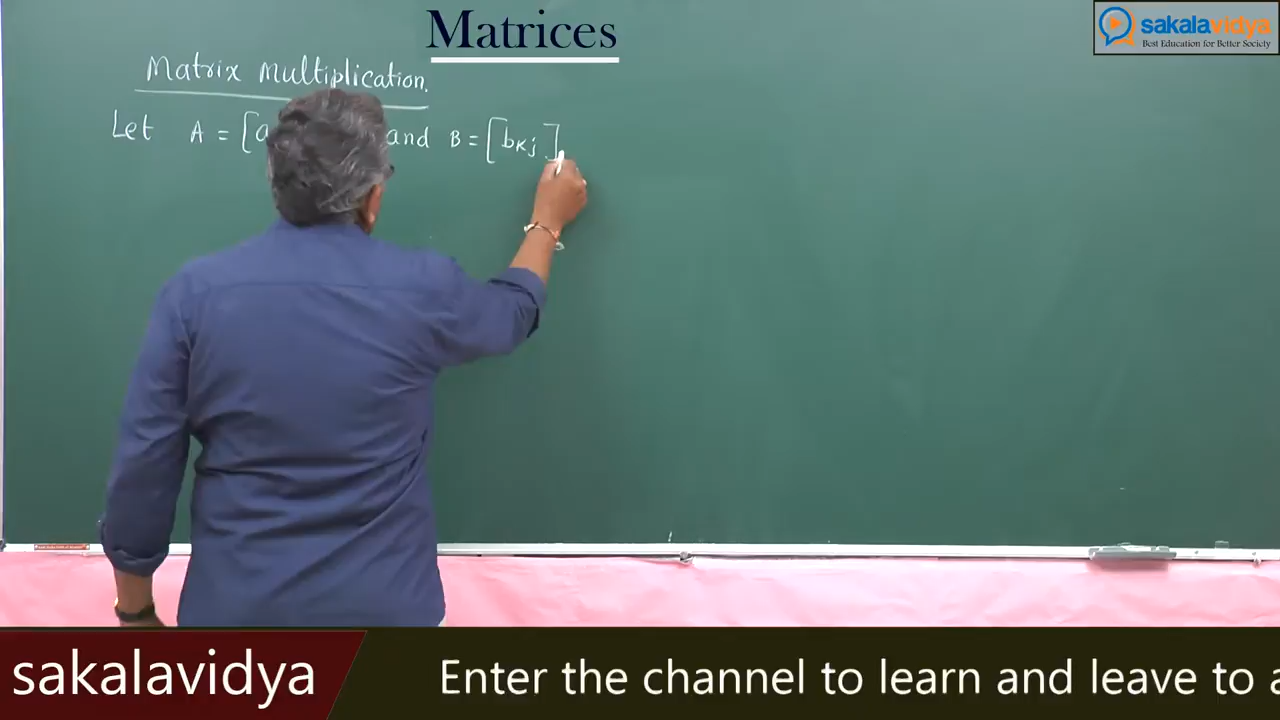 Matrices
sakalavidya
Best Education for Better Society
Matrix Multiplication.
Let A = [a and B = [bkj]
sakalavidya
Enter the channel to learn and leave to a